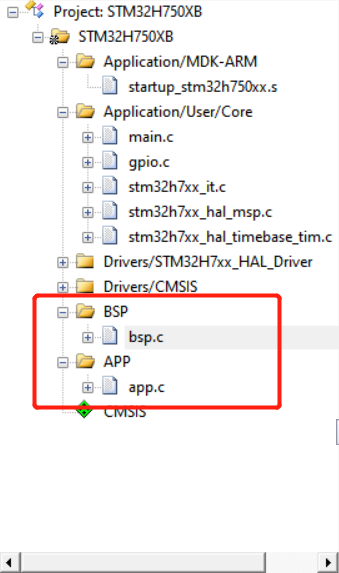 Project: STM32H750XB
STM32H750XB
Application/MDK-ARM
startup_stm32h750xx.s
Application/User/Core
main.c
gpio.c
stm32h7xx_it.c
stm32h7xx_hal_msp.c
stm32h7xx_hal_timebase_tim.c
Drivers/STM32H7xx_HAL_Driver
Drivers/CMSIS
BSP
bsp.c
APP
app.c
CMSIS